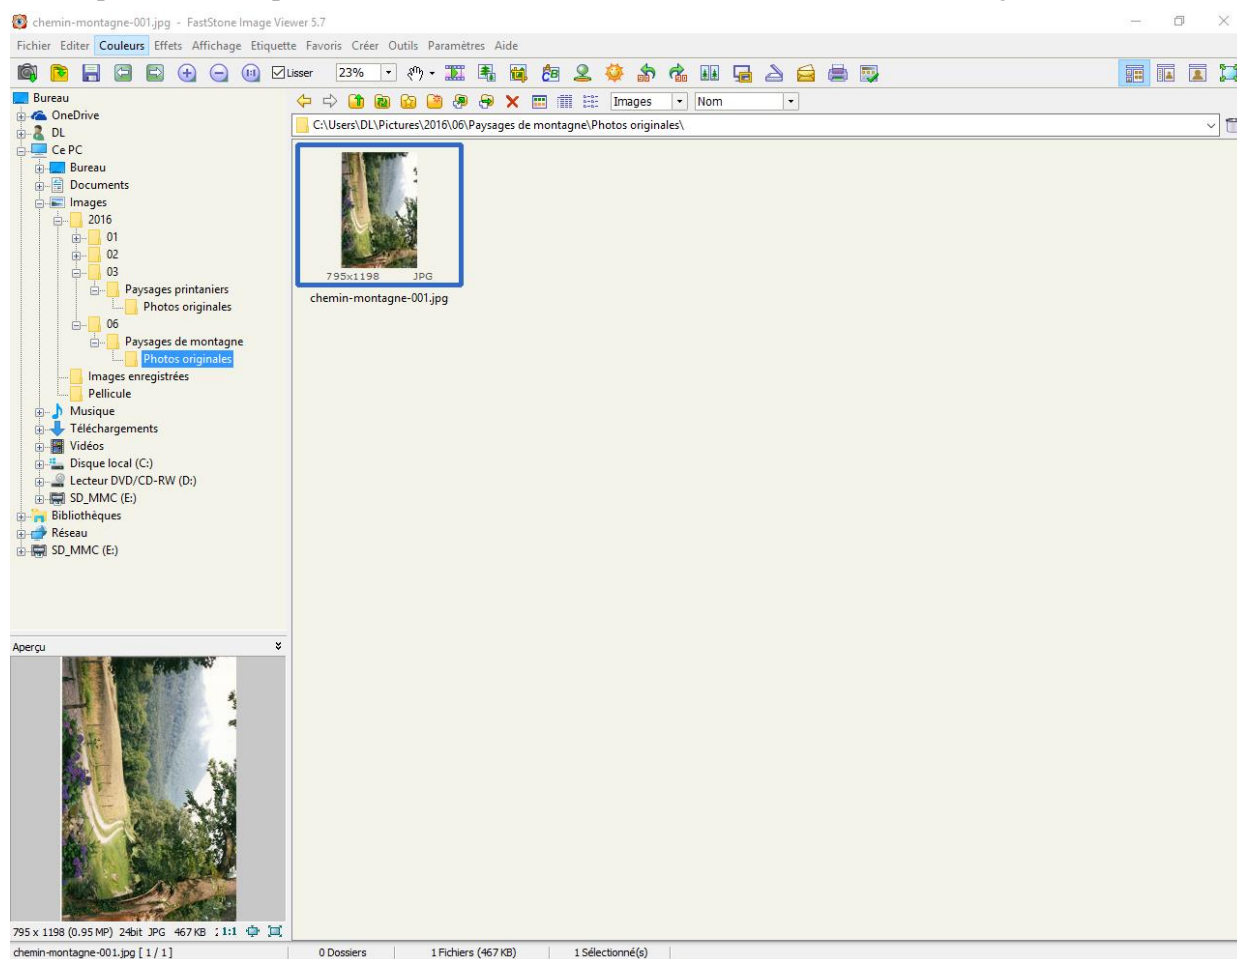 chemin-montagne-001.jpg - FastStone Image Viewer 5.7
Fichier Editer Couleurs Effets Affichage Etiquette Favoris Créer Outils Paramètres Aide
Lisser 23%
Images Nom
C:\Users\DL\Pictures\2016\06\Paysages de montagne\Photos originales\
Bureau
OneDrive
DL
Ce PC
Bureau
Documents
Images
2016
01
02
03
Paysages printaniers
Photos originales
06
Paysages de montagne
Photos originales
Images enregistrées
Pellicule
Musique
Téléchargements
Vidéos
Disque local (C:)
Lecteur DVD/CD-RW (D:)
SD_MMC (E:)
Bibliothèques
Réseau
SD_MMC (E:)
795x1198 JPG
chemin-montagne-001.jpg
Aperçu
795 x 1198 (0.95 MP) 24bit JPG 467 KB 1:1
chemin-montagne-001.jpg [ 1 / 1 ] 0 Dossiers 1 Fichiers (467 KB) 1 Sélectionné(s)